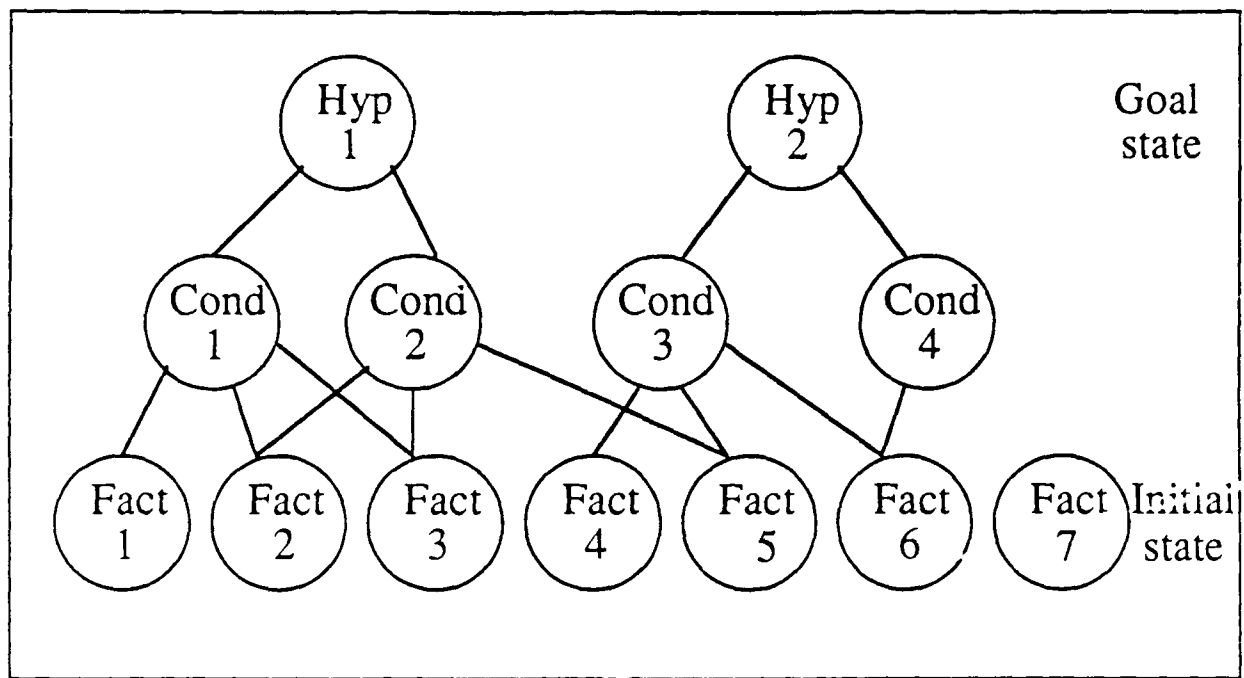 Hyp
1
Hyp
2
Goal
state
Cond
1
Cond
2
Cond
3
Cond
4
Fact
1
Fact
2
Fact
3
Fact
4
Fact
5
Fact
6
Fact
7
Initial
state